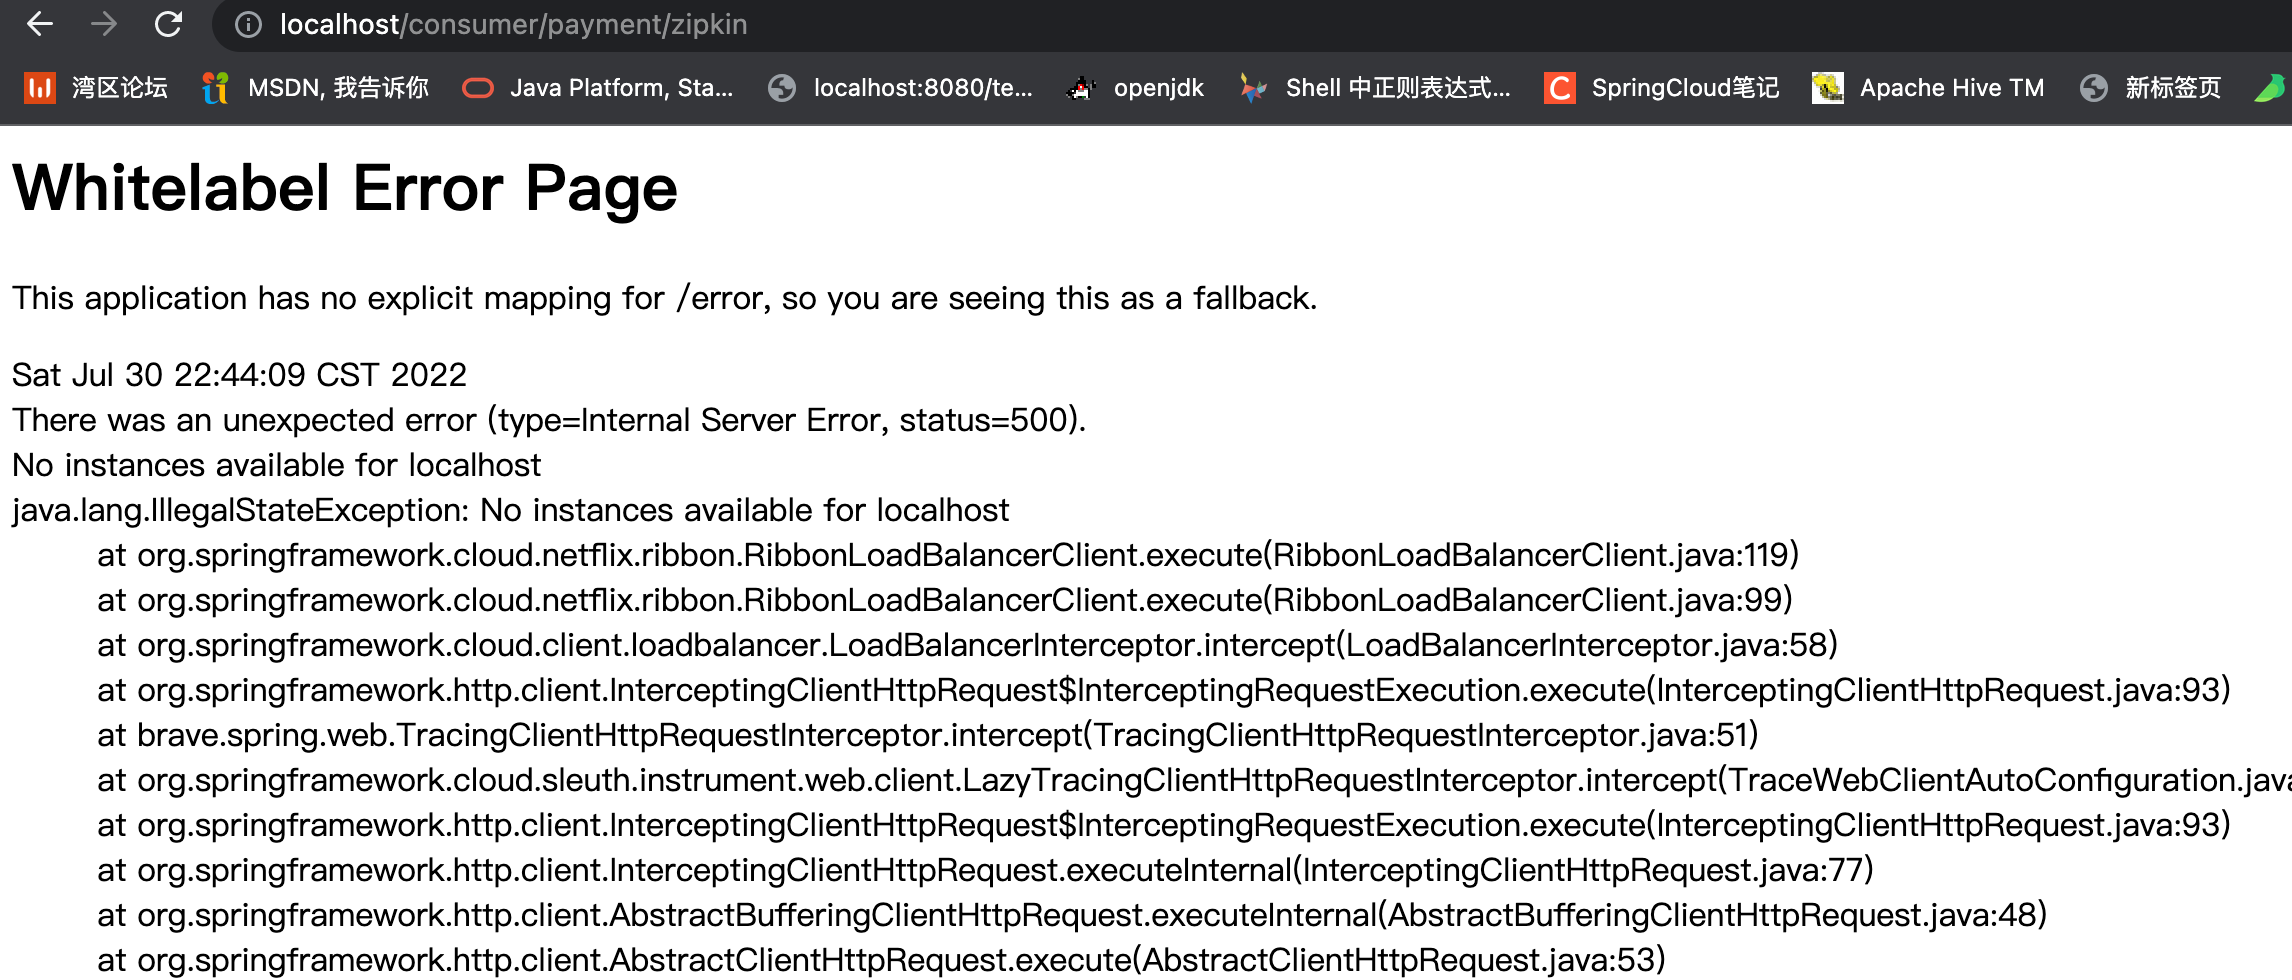 localhost/consumer/payment/zipkin
湾区论坛 MSDN, 我告诉你 Java Platform, Sta... localhost:8080/te... openjdk Shell 中正则表达式... SpringCloud笔记 Apache Hive TM 新标签页
Whitelabel Error Page
This application has no explicit mapping for /error, so you are seeing this as a fallback.
Sat Jul 30 22:44:09 CST 2022
There was an unexpected error (type=Internal Server Error, status=500).
No instances available for localhost
java.lang.IllegalStateException: No instances available for localhost
at org.springframework.cloud.netflix.ribbon.RibbonLoadBalancerClient.execute(RibbonLoadBalancerClient.java:119)
at org.springframework.cloud.netflix.ribbon.RibbonLoadBalancerClient.execute(RibbonLoadBalancerClient.java:99)
at org.springframework.cloud.client.loadbalancer.LoadBalancerInterceptor.intercept(LoadBalancerInterceptor.java:58)
at org.springframework.http.client.InterceptingClientHttpRequest$InterceptingRequestExecution.execute(InterceptingClientHttpRequest.java:93)
at brave.spring.web.TracingClientHttpRequestInterceptor.intercept(TracingClientHttpRequestInterceptor.java:51)
at org.springframework.cloud.sleuth.instrument.web.client.LazyTracingClientHttpRequestInterceptor.intercept(TraceWebClientAutoConfiguration.java
at org.springframework.http.client.InterceptingClientHttpRequest$InterceptingRequestExecution.execute(InterceptingClientHttpRequest.java:93)
at org.springframework.http.client.InterceptingClientHttpRequest.executeInternal(InterceptingClientHttpRequest.java:77)
at org.springframework.http.client.AbstractBufferingClientHttpRequest.executeInternal(AbstractBufferingClientHttpRequest.java:48)
at org.springframework.http.client.AbstractClientHttpRequest.execute(AbstractClientHttpRequest.java:53)